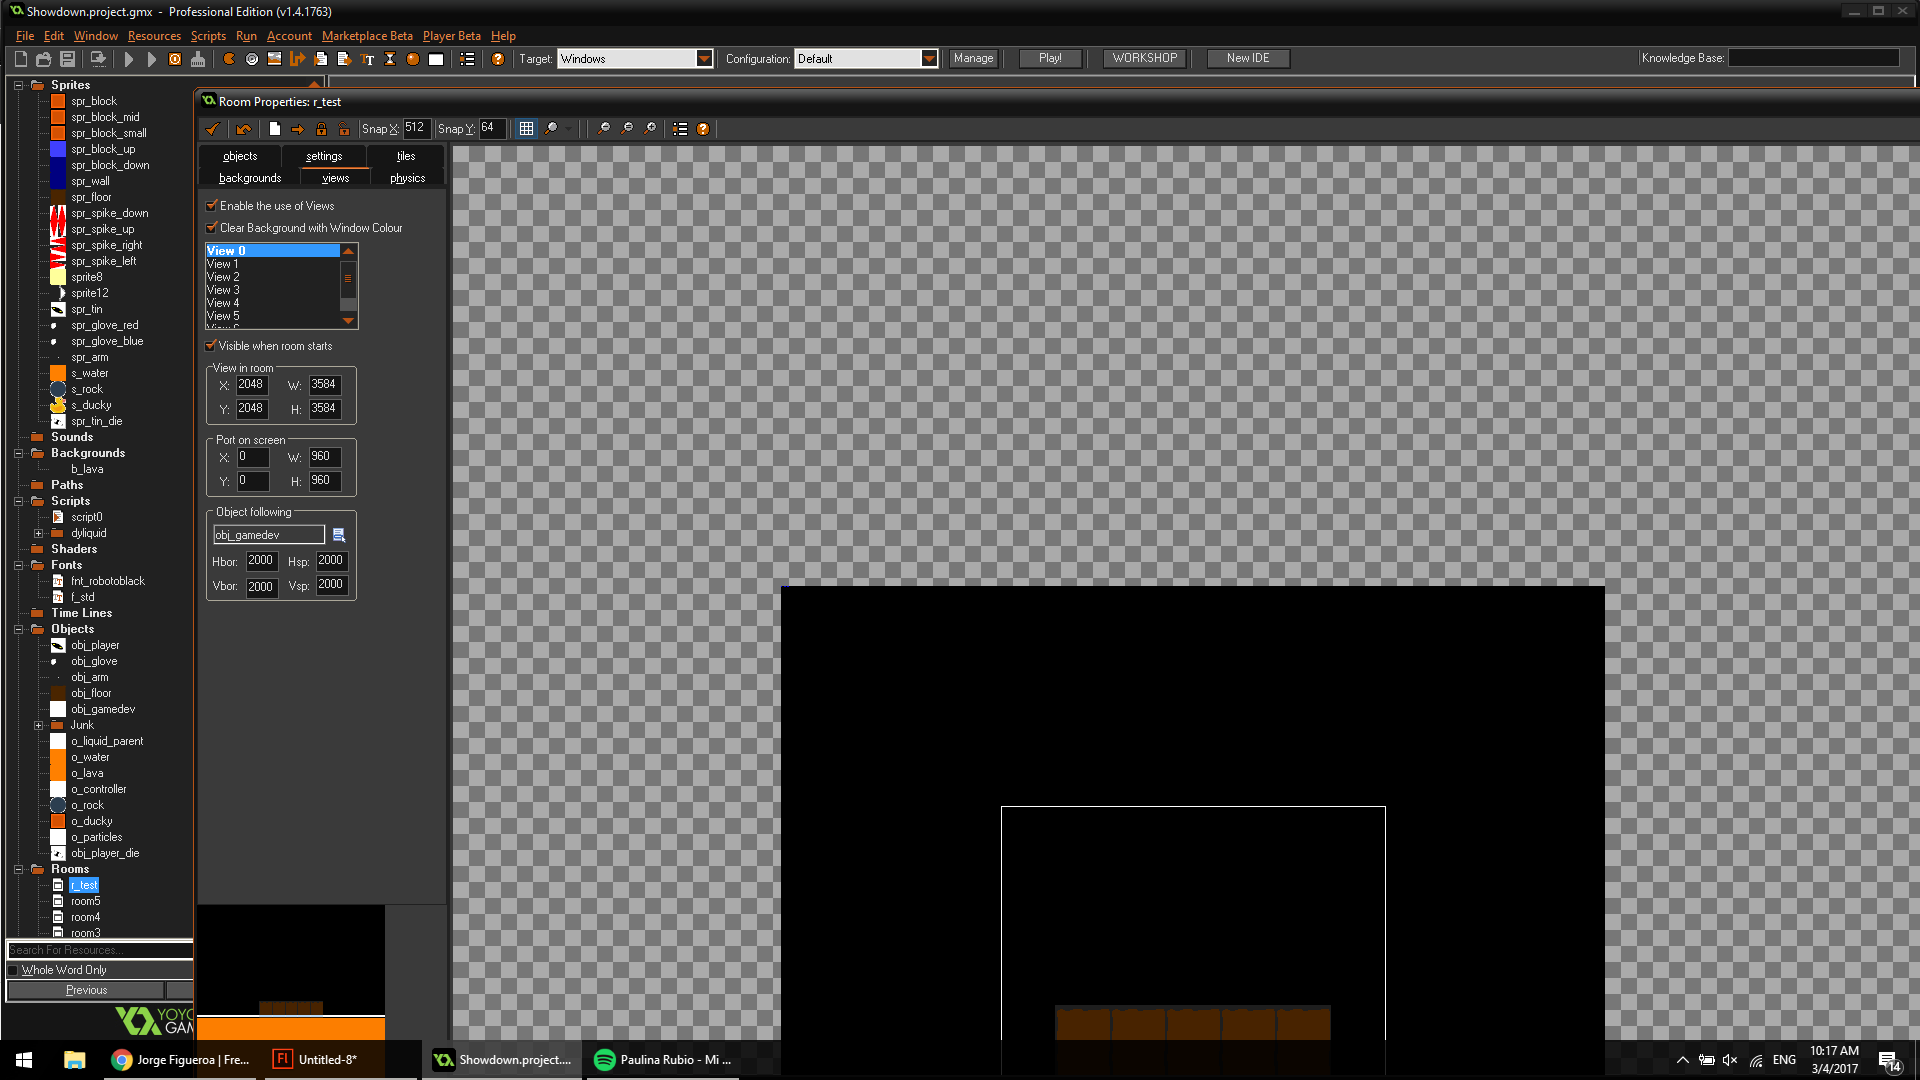 Showdown.project.gmx - Professional Edition (v1.4.1763)
File Edit Window Resources Scripts Run Account Marketplace Beta Player Beta Help
Target: Windows Configuration: Default Manage Play! WORKSHOP New IDE Knowledge Base:
Sprites
spr_block
spr_block_mid
spr_block_small
spr_block_up
spr_block_down
spr_wall
spr_floor
spr_spike_down
spr_spike_up
spr_spike_right
spr_spike_left
sprite8
sprite12
spr_tin
spr_glove_red
spr_glove_blue
spr_arm
s_water
s_rock
s_ducky
spr_tin_die
Sounds
Backgrounds
b_lava
Paths
Scripts
script0
dyliquid
Shaders
Fonts
fnt_robotoblack
f_std
Time Lines
Objects
obj_player
obj_glove
obj_arm
obj_floor
obj_gamedev
Junk
o_liquid_parent
o_water
o_lava
o_controller
o_rock
o_ducky
o_particles
obj_player_die
Rooms
r_test
room5
room4
room3
Search For Resources...
Whole Word Only
Previous
YOYO
GAM
Room Properties: r_test
Snap X: 512 Snap Y: 64
objects settings tiles
backgrounds views physics
Enable the use of Views
Clear Background with Window Colour
View 0
View 1
View 2
View 3
View 4
View 5
Visible when room starts
View in room
X: 2048 W: 3584
Y: 2048 H: 3584
Port on screen
X: 0 W: 960
Y: 0 H: 960
Object following
obj_gamedev
Hbor: 2000 Hsp: 2000
Vbor: 2000 Vsp: 2000
Jorge Figueroa | Fre...
Fl Untitled-8*
Showdown.project....
Paulina Rubio - Mi ...
ENG
10:17 AM
3/4/2017
14